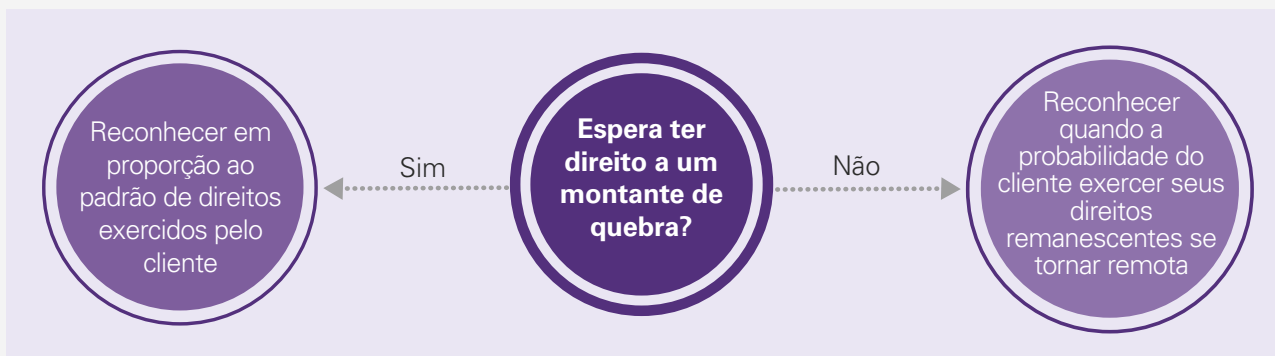 Reconhecer em
proporção ao
padrão de direitos
exercidos pelo
cliente
Sim
Espera ter
direito a um
montante de
quebra?
Não
Reconhecer
quando a
probabilidade do
cliente exercer seus
direitos
remanescentes se
tornar remota